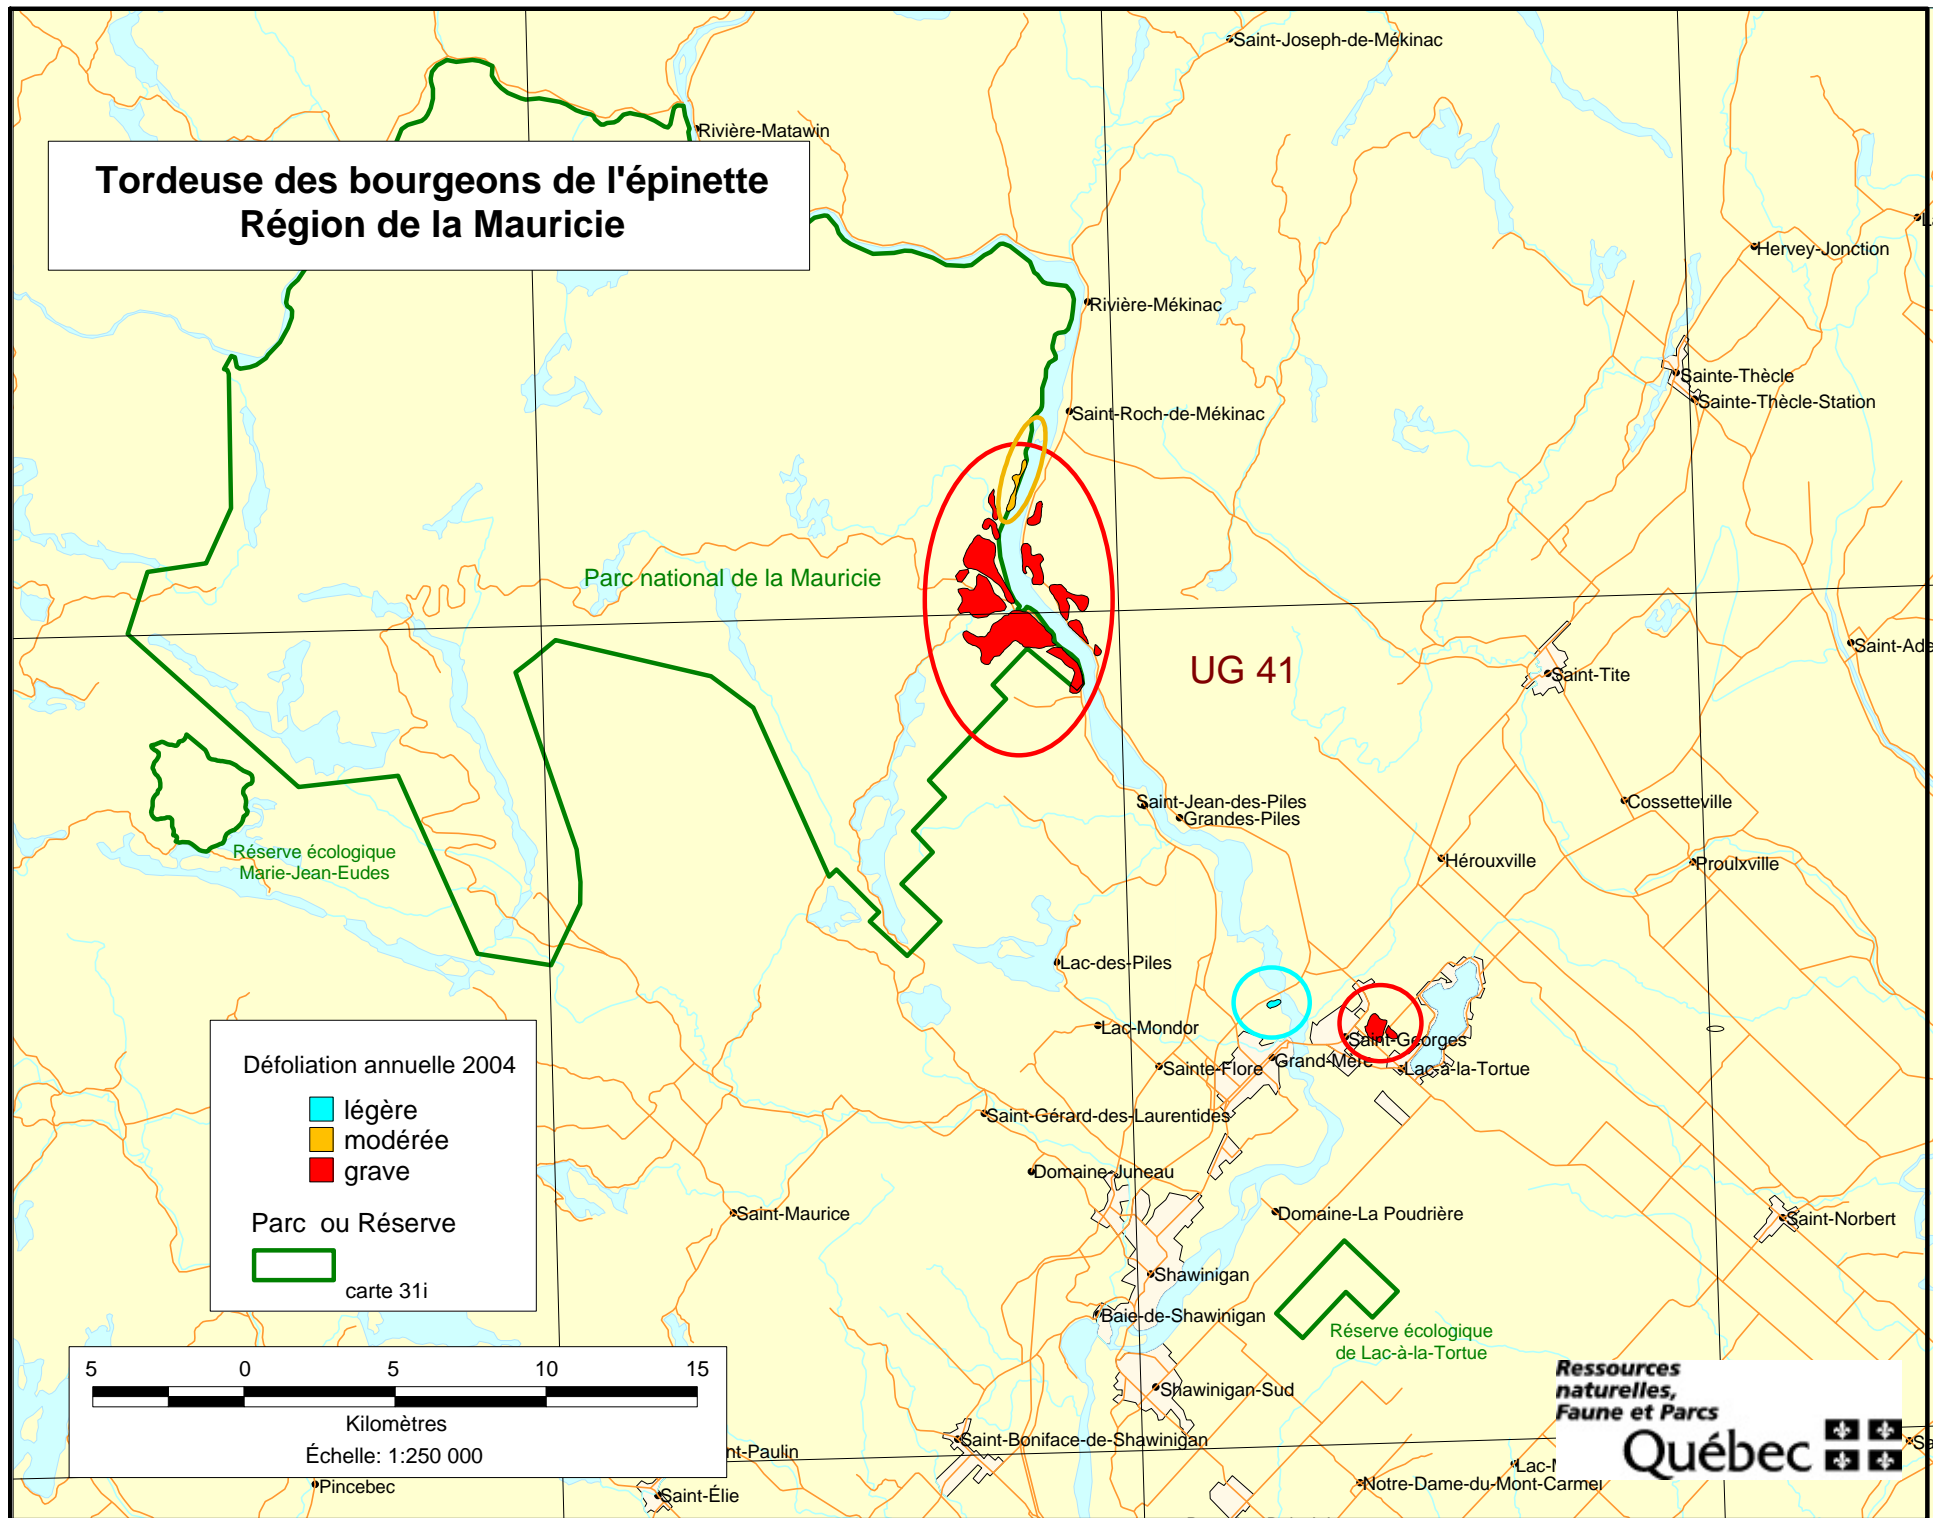 Saint-Joseph-de-Mékinac
Rivière-Matawin
Tordeuse des bourgeons de l'épinette
Région de la Mauricie
Hervey-Jonction
Rivière-Mékinac
Sainte-Thècle
Sainte-Thècle-Station
Saint-Roch-de-Mékinac
Parc national de la Mauricie
UG 41
Saint-Ade
Saint-Tite
Saint-Jean-des-Piles
Grandes-Piles
Cossetteville
Hérouxville
Proulxville
Réserve écologique
Marie-Jean-Eudes
Lac-des-Piles
Lac-Mondor
Saint-Georges
Sainte-Flore
Grand-Mère
Lac-à-la-Tortue
Défoliation annuelle 2004
légère
modérée
grave
Parc ou Réserve
carte 31i
Saint-Gérard-des-Laurentides
Domaine-Juneau
Saint-Maurice
Domaine-La Poudrière
Saint-Norbert
Shawinigan
Baie-de-Shawinigan
Réserve écologique
de Lac-à-la-Tortue
Shawinigan-Sud
5 0 5 10 15
Kilomètres
Échelle: 1:250 000
Ressources
naturelles,
Faune et Parcs
Québec
Saint-Boniface-de-Shawinigan
nt-Paulin
Pincebec
Saint-Élie
Notre-Dame-du-Mont-Carmel